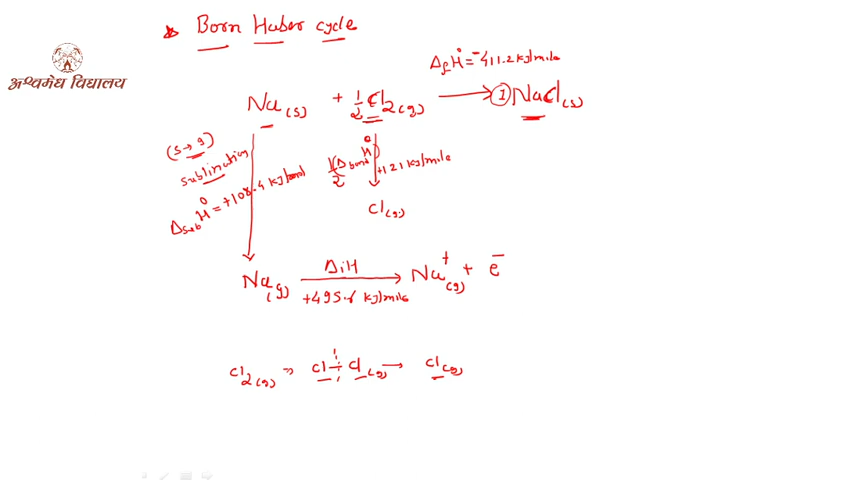 Born Haber cycle
अश्वमेध विद्यालय
ΔfH° = -411.2 kJ/mole
Na(s) + 1/2 Cl2(g) → ① NaCl(s)
(s → g)
sublimation
ΔsubH° = +108.4 kJ/mol
1/2(Δbond H°)
+121 kJ/mole
Cl(g)
Na(g) ΔiH → Na+(g) + e-
+495.6 kJ/mole
Cl2(g) ⇒ Cl ÷ Cl(g) → Cl(g)